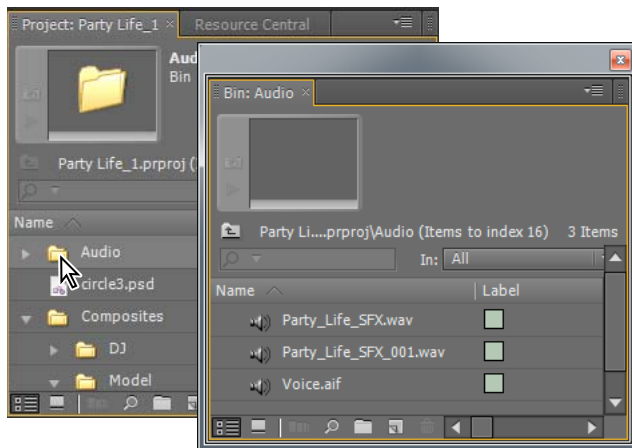 Project: Party Life_1
Resource Central
Bin
Party Life_1.prproj
Name
Audio
circle3.psd
Composites
DJ
Model
Bin: Audio
Party Li....prproj\Audio (Items to index 16) 3 Items
In: All
Name Label
Party_Life_SFX.wav
Party_Life_SFX_001.wav
Voice.aif